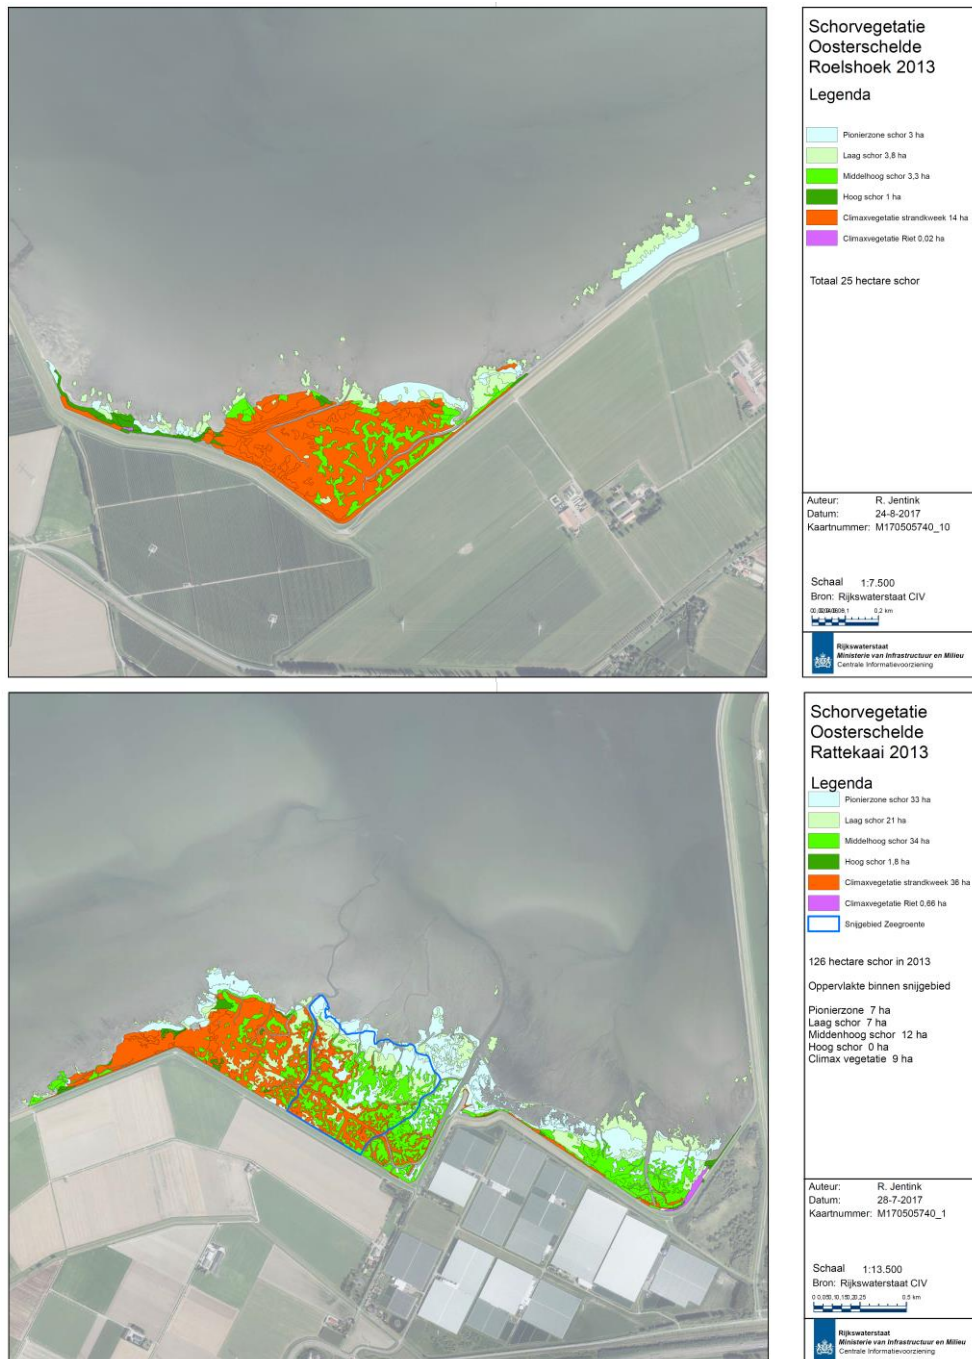 Schorvegetatie
Oosterschelde
Roelshoek 2013
Legenda
Pionierzone schor 3 ha
Laag schor 3,8 ha
Middelhoog schor 3,3 ha
Hoog schor 1 ha
Climaxvegetatie strandkweek 14 ha
Climaxvegetatie Riet 0,02 ha
Totaal 25 hectare schor
Auteur: R. Jentink
Datum: 24-8-2017
Kaartnummer: M170505740_10
Schaal 1:7.500
Bron: Rijkswaterstaat CIV
0,2 km
Rijkswaterstaat
Ministerie van Infrastructuur en Milieu
Centrale Informatievoorziening
Schorvegetatie
Oosterschelde
Rattekaai 2013
Legenda
Pionierzone schor 33 ha
Laag schor 21 ha
Middelhoog schor 34 ha
Hoog schor 1,8 ha
Climaxvegetatie strandkweek 36 ha
Climaxvegetatie Riet 0,66 ha
Snijgebied Zeegroente
126 hectare schor in 2013
Oppervlakte binnen snijgebied
Pionierzone 7 ha
Laag schor 7 ha
Middenhoog schor 12 ha
Hoog schor 0 ha
Climax vegetatie 9 ha
Auteur: R. Jentink
Datum: 28-7-2017
Kaartnummer: M170505740_1
Schaal 1:13.500
Bron: Rijkswaterstaat CIV
0,5 km
Rijkswaterstaat
Ministerie van Infrastructuur en Milieu
Centrale Informatievoorziening